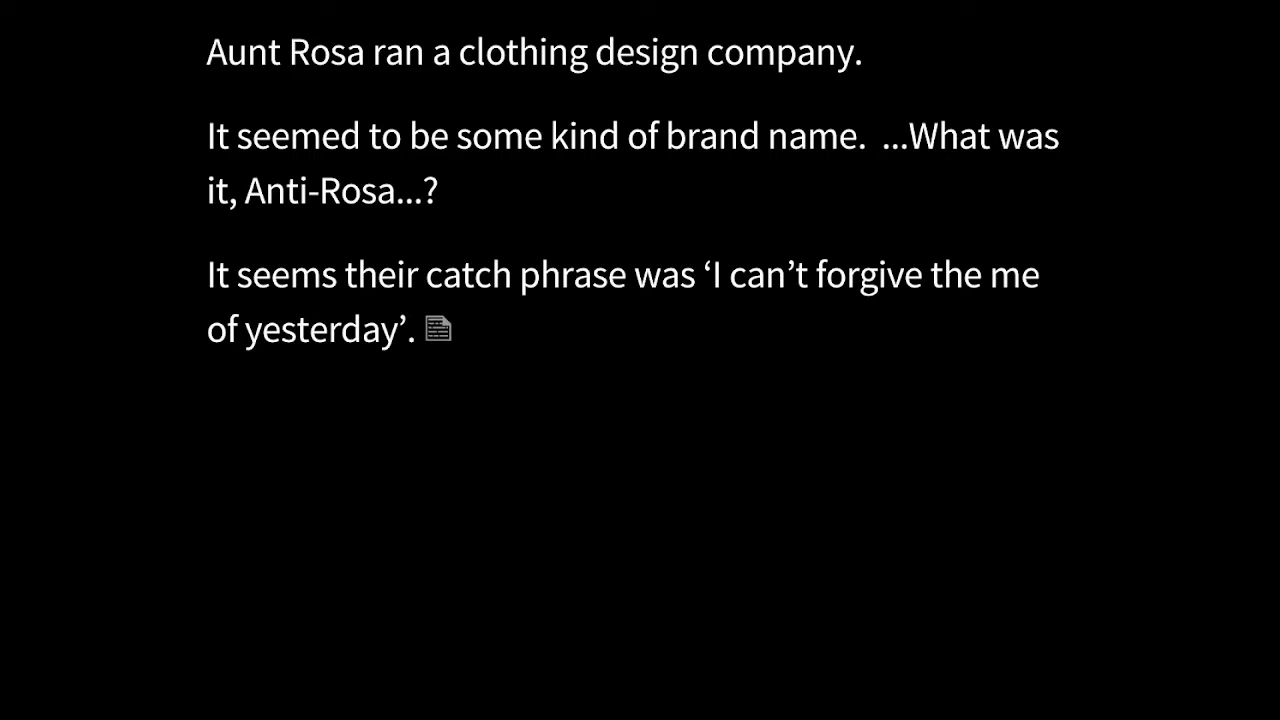 Aunt Rosa ran a clothing design company.
It seemed to be some kind of brand name.  ...What was
it, Anti-Rosa...?
It seems their catch phrase was ‘I can’t forgive the me
of yesterday’.